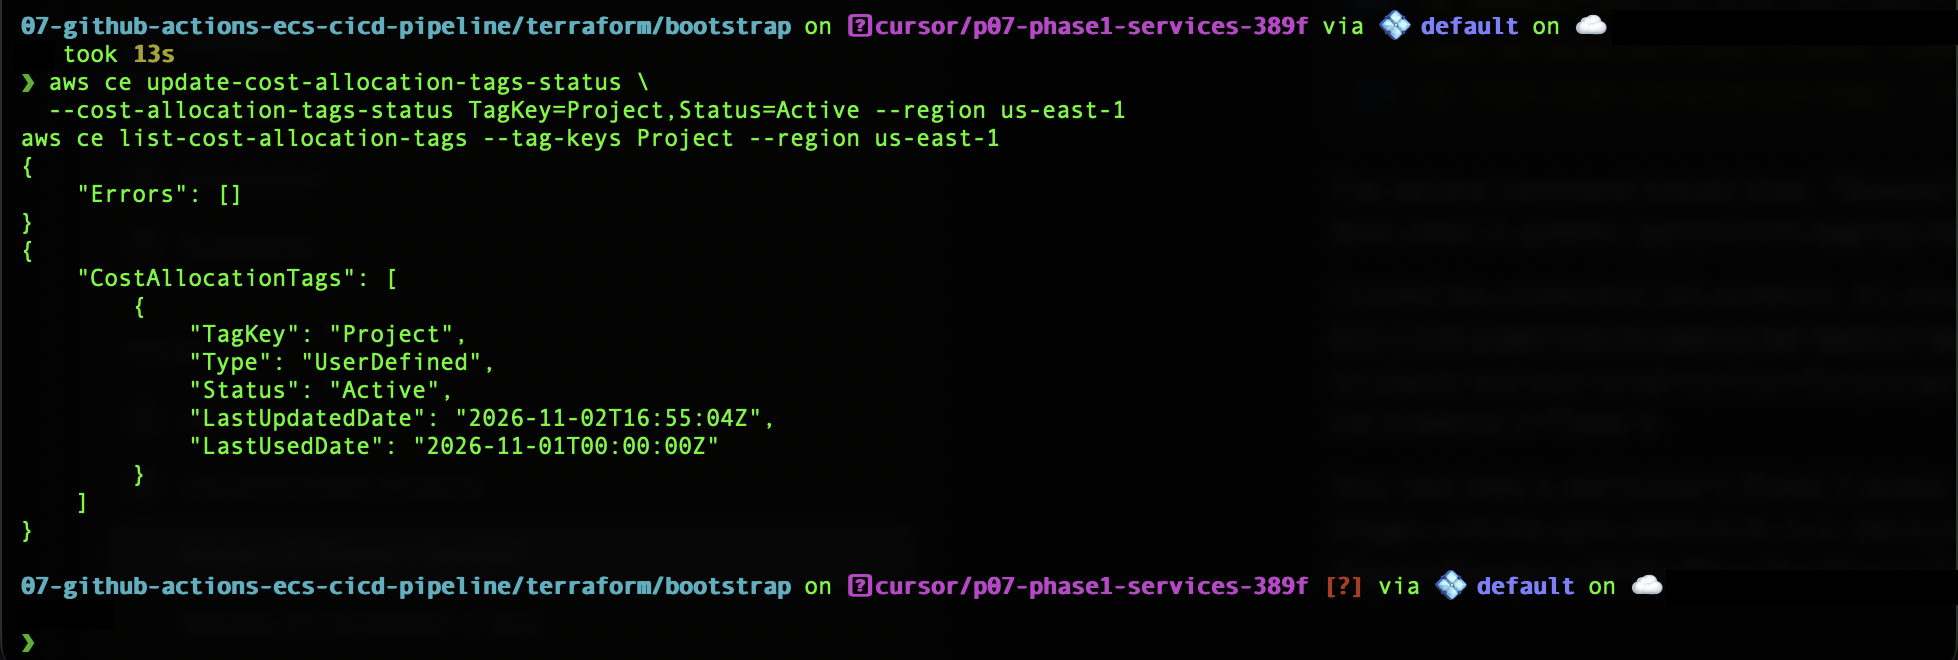 07-github-actions-ecs-cicd-pipeline/terraform/bootstrap on cursor/p07-phase1-services-389f via 💠 default on ☁️
took 13s
❯ aws ce update-cost-allocation-tags-status \
--cost-allocation-tags-status TagKey=Project,Status=Active --region us-east-1
aws ce list-cost-allocation-tags --tag-keys Project --region us-east-1
{
    "Errors": []
}
{
    "CostAllocationTags": [
        {
            "TagKey": "Project",
            "Type": "UserDefined",
            "Status": "Active",
            "LastUpdatedDate": "2026-11-02T16:55:04Z",
            "LastUsedDate": "2026-11-01T00:00:00Z"
        }
    ]
}
07-github-actions-ecs-cicd-pipeline/terraform/bootstrap on cursor/p07-phase1-services-389f [?] via 💠 default on ☁️
❯